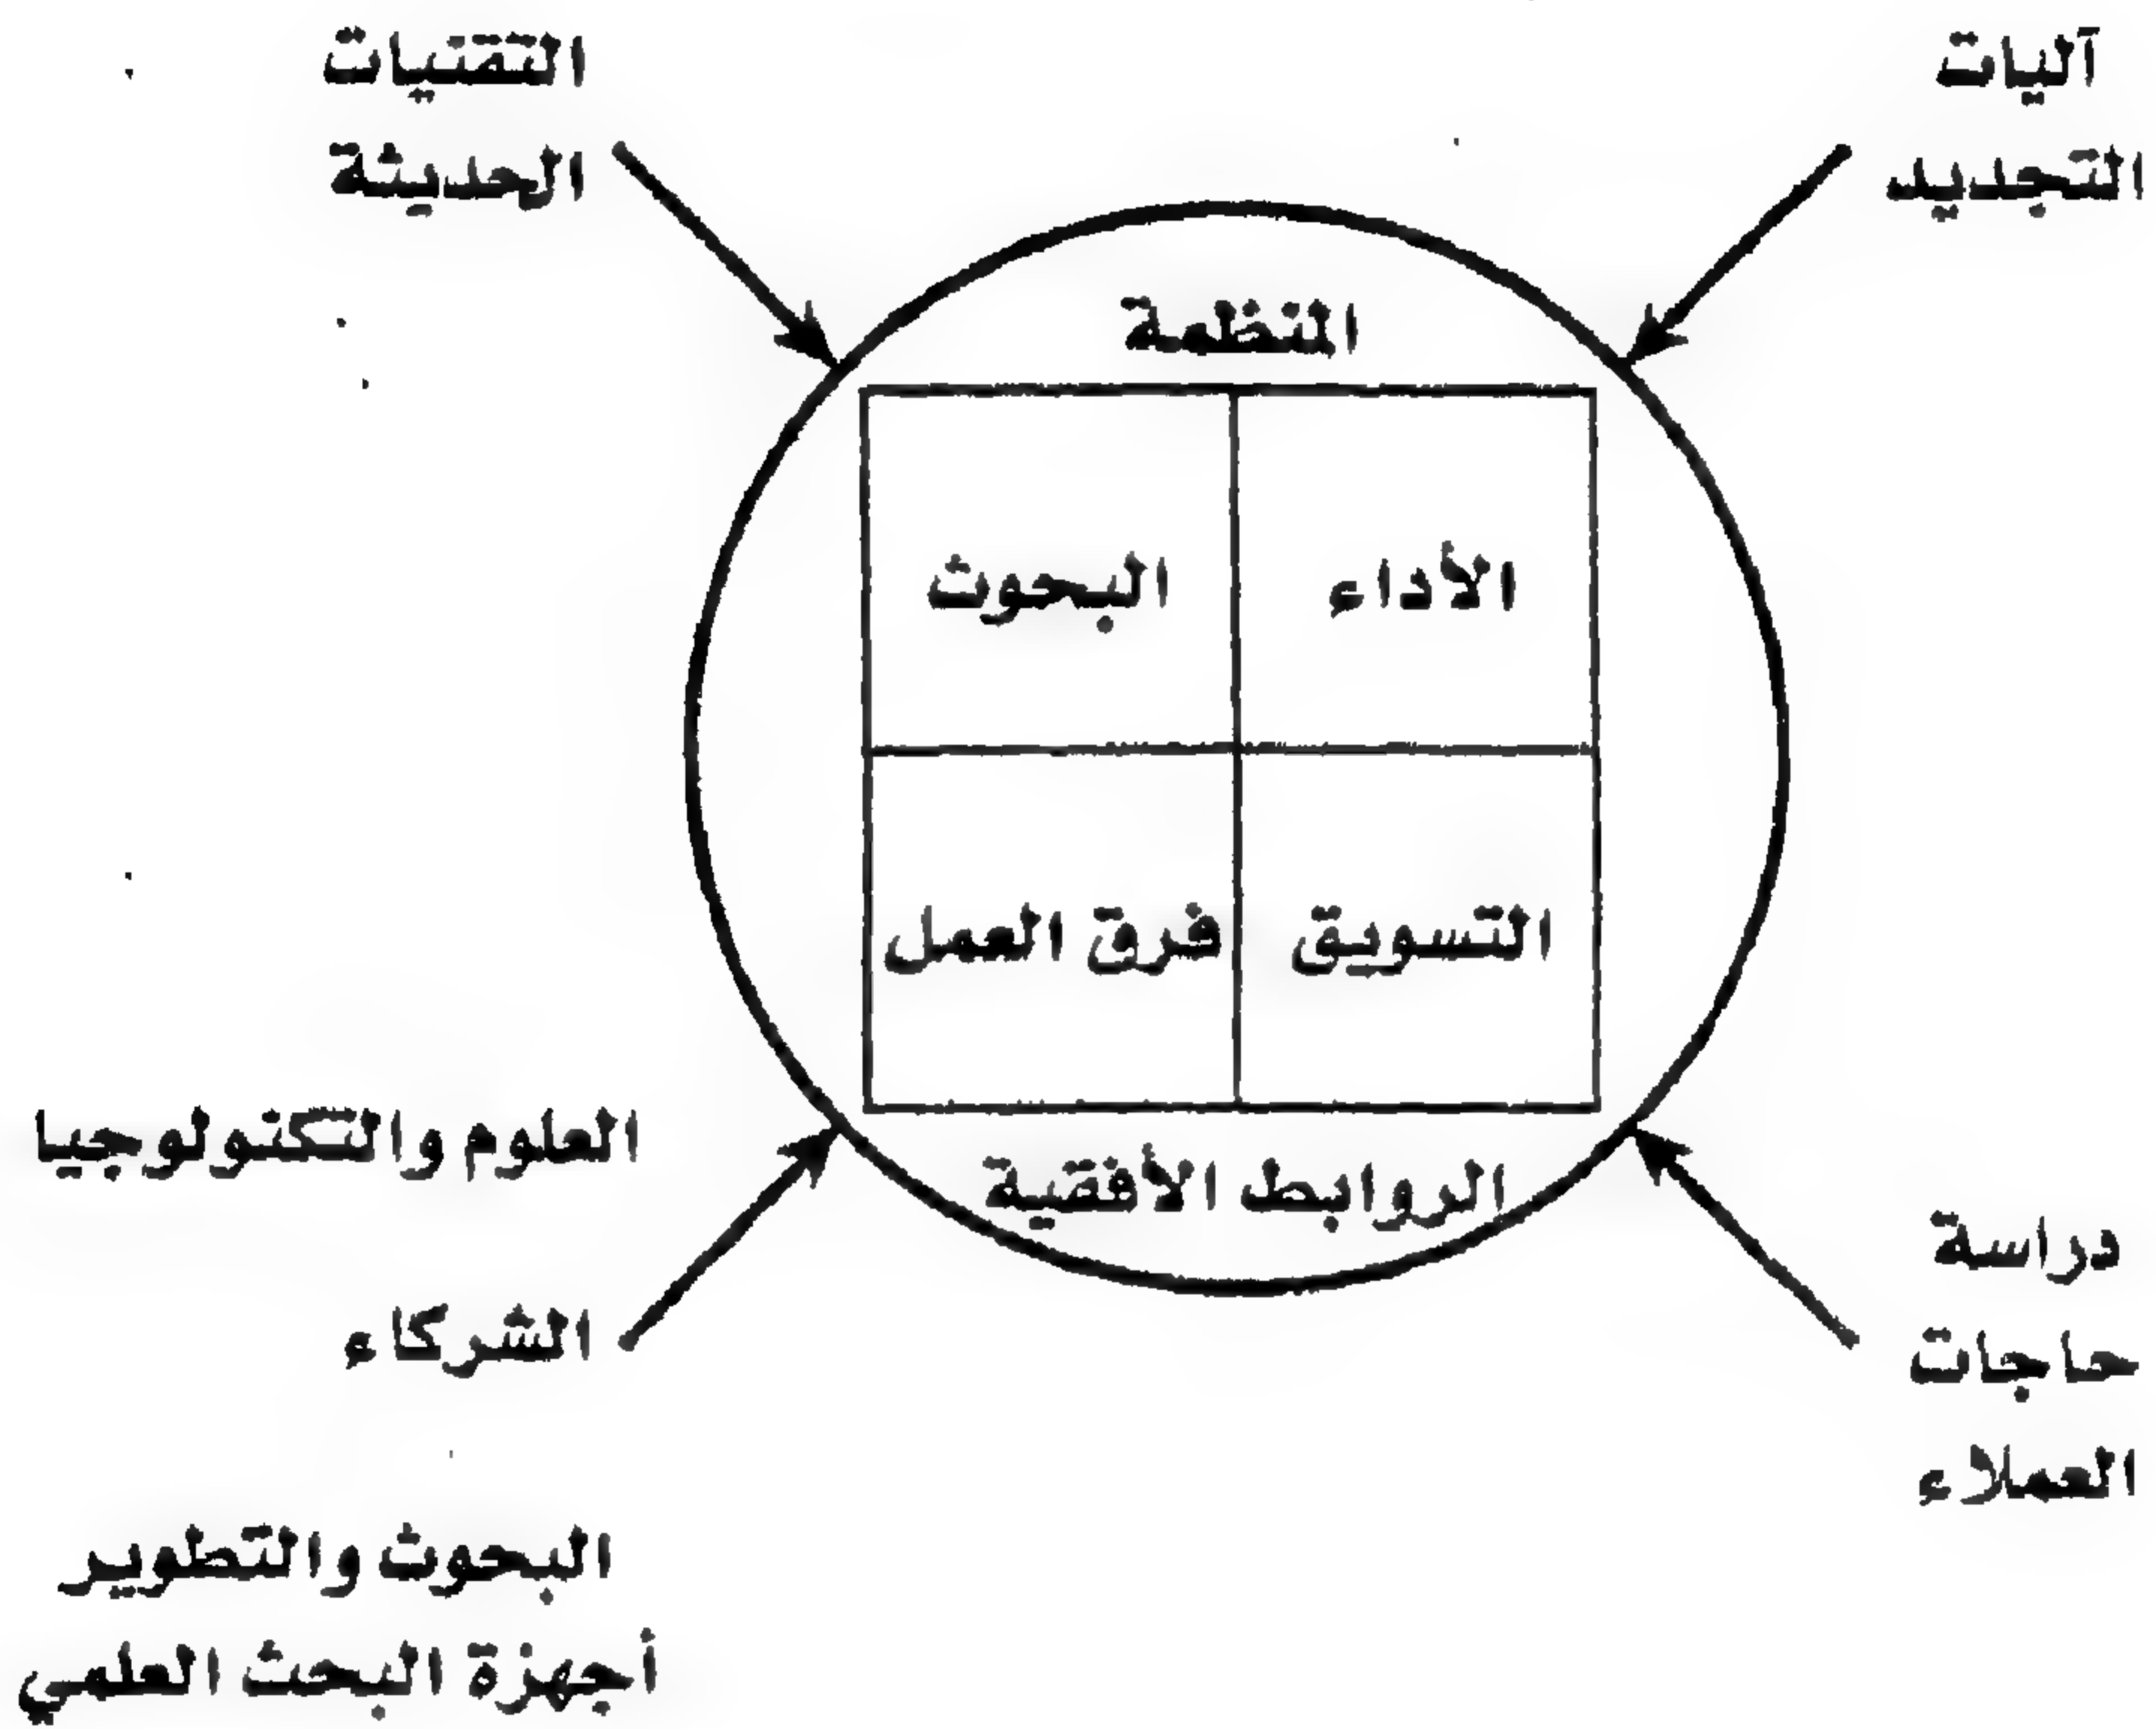 آليات
التجديد
التقنيات
الحديثة
المنظمة
الأداء
البحوث
التسويق
فرق العمل
الروابط الأفقية
دراسة
حاجات
العملاء
العلوم والتكنولوجيا
الشركاء
البحوث والتطوير
أجهزة البحث العلمي